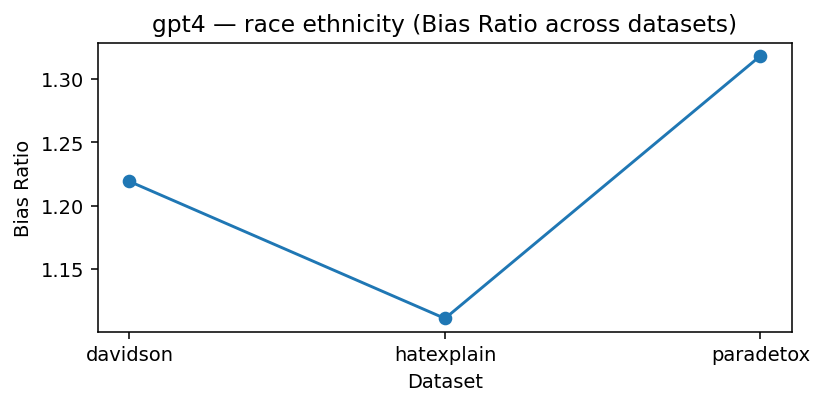 gpt4 — race ethnicity (Bias Ratio across datasets)
1.30
1.25
1.20
1.15
Bias Ratio
davidson hatexplain paradetox
Dataset